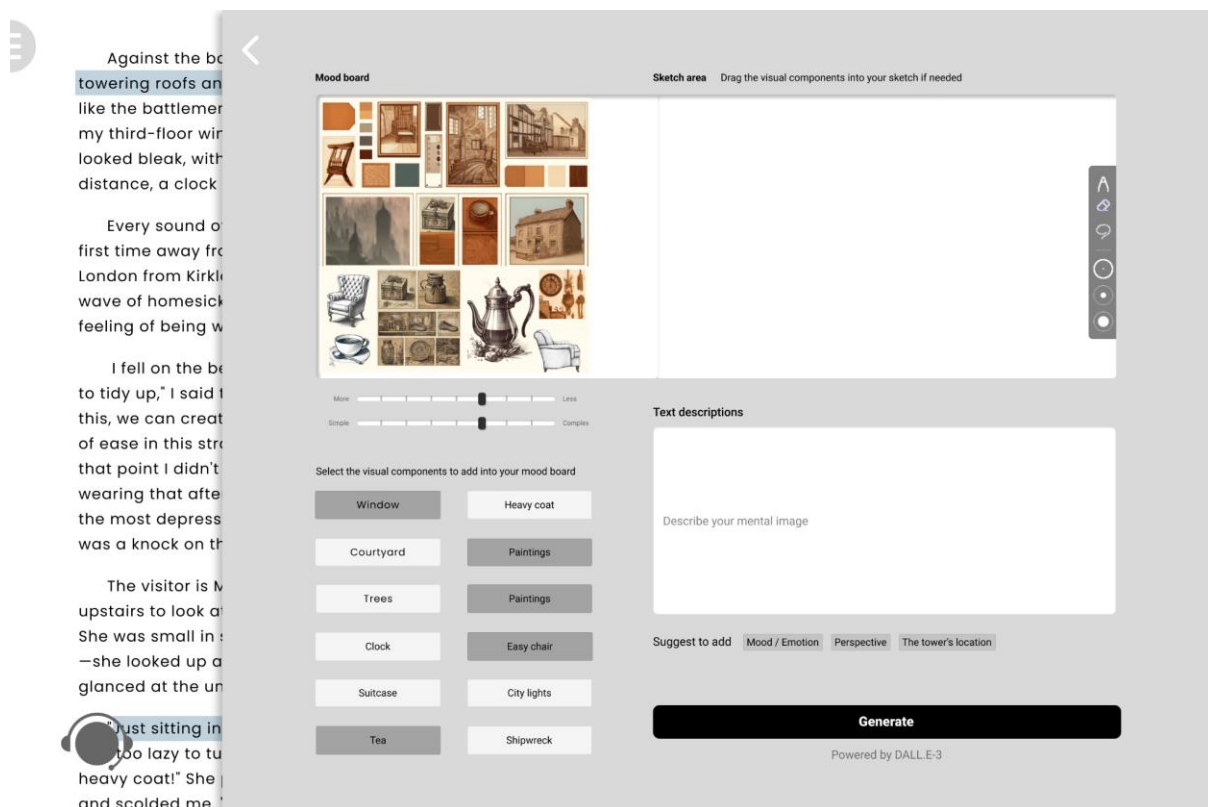 Against the ba
towering roofs an
like the battlemen
my third-floor win
looked bleak, with
distance, a clock
Every sound o
first time away fro
London from Kirkle
wave of homesick
feeling of being w
I fell on the be
to tidy up," I said t
this, we can creat
of ease in this stra
that point I didn't
wearing that afte
the most depress
was a knock on th
The visitor is M
upstairs to look at
She was small in s
—she looked up a
glanced at the un
"Just sitting in
too lazy to tu
heavy coat!" She
and scolded me.
Mood board
More Less
Simple Complex
Select the visual components to add into your mood board
Window Heavy coat
Courtyard Paintings
Trees Paintings
Clock Easy chair
Suitcase City lights
Tea Shipwreck
Sketch area Drag the visual components into your sketch if needed
Text descriptions
Describe your mental image
Suggest to add Mood / Emotion Perspective The tower's location
Generate
Powered by DALL.E-3